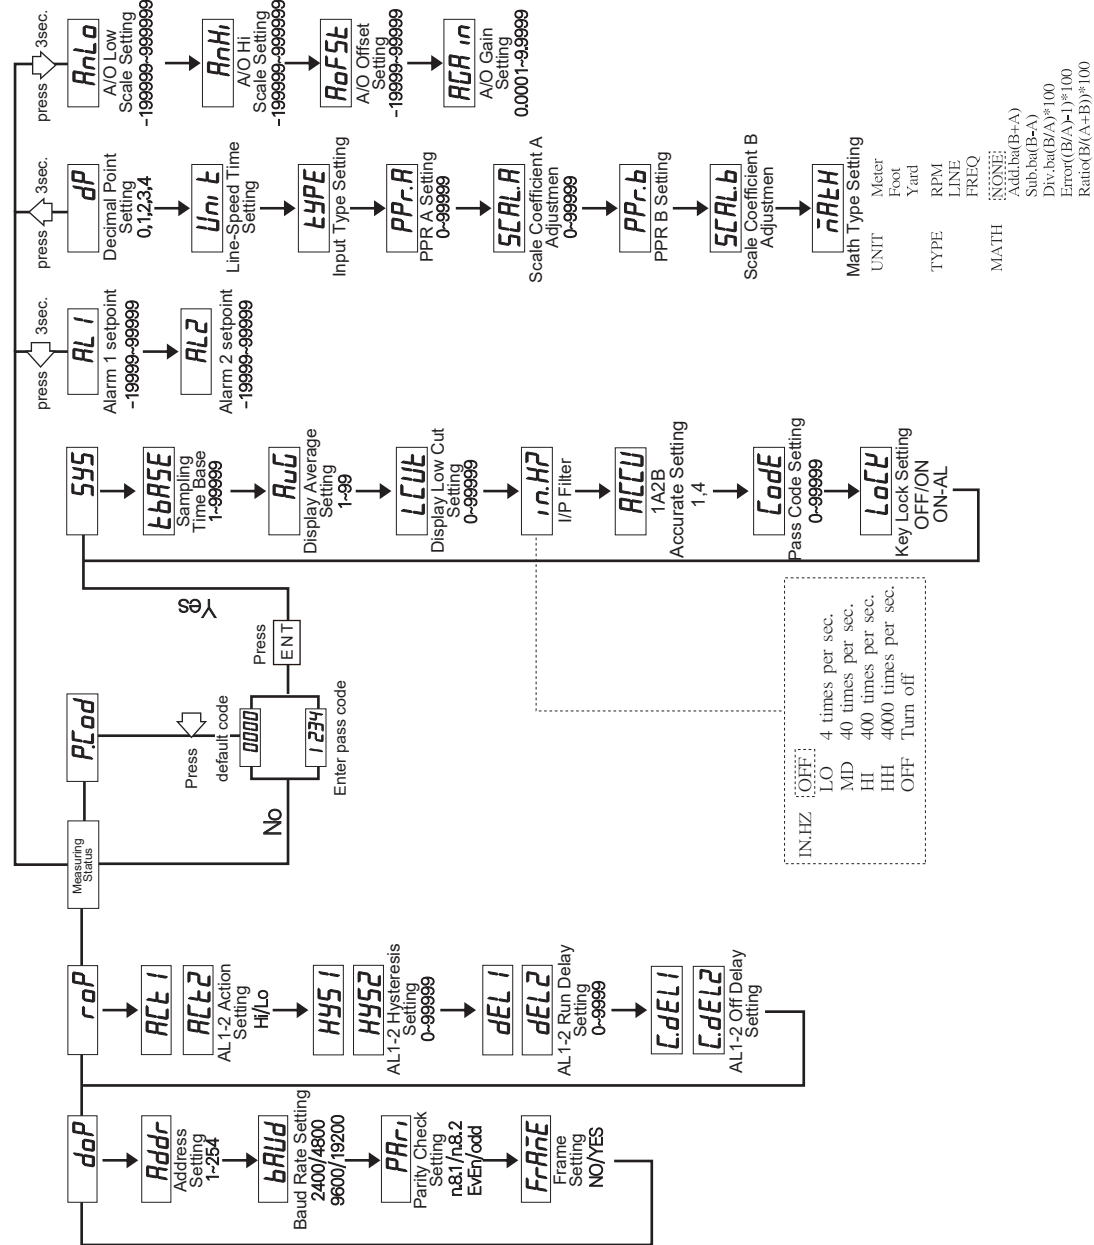 doP
Addr
Address
Setting
1~254
bAUd
Baud Rate Setting
2400/4800
9600/19200
PAri
Parity Check
Setting
n.8.1/n.8.2
EvEn/odd
FrAmE
Frame
Setting
NO/YES
roP
ACt1
ACt2
AL1-2 Action
Setting
Hi/Lo
HYS1
HYS2
AL1-2 Hysteresis
Setting
0~99999
dEL1
dEL2
AL1-2 Run Delay
Setting
0~9999
C.dEL1
C.dEL2
AL1-2 Off Delay
Setting
Measuring
Status
P.Cod
Press
default code
0000
1234
Enter pass code
No
Press
ENT
Yes
SYS
tbASE
Sampling
Time Base
1~99999
AvG
Display Average
Setting
1~99
LCUt
Display Low Cut
Setting
0~99999
in.HZ
I/P Filter
ACCU
1A2B
Accurate Setting
1,4
CodE
Pass Code Setting
0~99999
LoCK
Key Lock Setting
OFF/ON
ON-AL
IN.HZ OFF
LO 4 times per sec.
MD 40 times per sec.
HI 400 times per sec.
HH 4000 times per sec.
OFF Turn off
press 3sec.
AL1
Alarm 1 setpoint
-19999~99999
AL2
Alarm 2 setpoint
-19999~99999
press 3sec.
dP
Decimal Point
Setting
0,1,2,3,4
Unit
Line-Speed Time
Setting
tYPE
Input Type Setting
PPr.A
PPR A Setting
0~99999
SCAL.A
Scale Coefficient A
Adjustmen
0~99999
PPr.b
PPR B Setting
SCAL.b
Scale Coefficient B
Adjustmen
mAtH
Math Type Setting
UNIT Meter
Foot
Yard
TYPE RPM
LINE
FREQ
MATH NONE
Add.ba(B+A)
Sub.ba(B-A)
Div.ba(B/A)*100
Error((B/A)-1)*100
Ratio(B/(A+B))*100
press 3sec.
AnLo
A/O Low
Scale Setting
-199999~999999
AnHi
A/O Hi
Scale Setting
-199999~999999
AoFSt
A/O Offset
Setting
-19999~99999
AGAin
A/O Gain
Setting
0.0001~9.9999